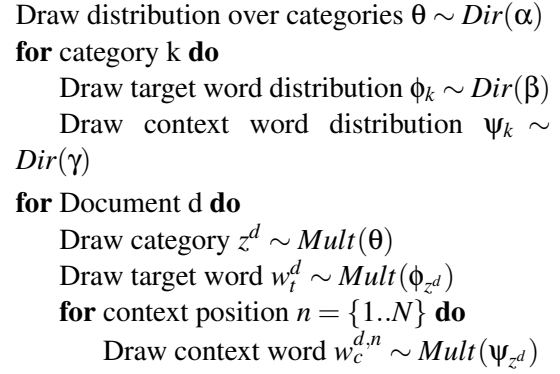 Draw distribution over categories θ ∼ Dir(α)
for category k do
Draw target word distribution ϕ_k ∼ Dir(β)
Draw context word distribution ψ_k ∼
Dir(γ)
for Document d do
Draw category z^d ∼ Mult(θ)
Draw target word w_t^d ∼ Mult(ϕ_{z^d})
for context position n = {1..N} do
Draw context word w_c^{d,n} ∼ Mult(ψ_{z^d})